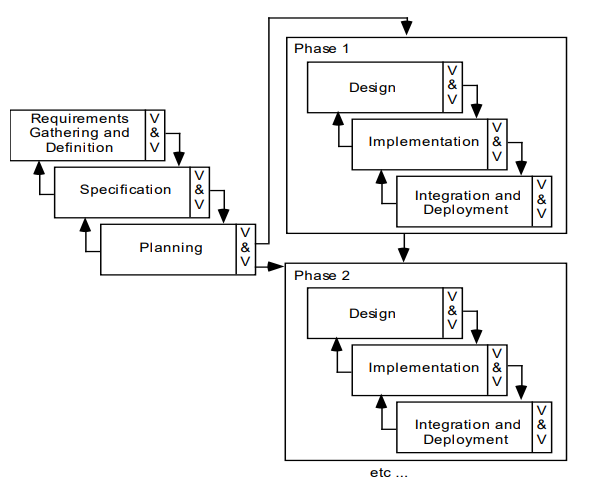 Requirements
Gathering and
Definition
V
&
V
Specification
V
&
V
Planning
V
&
V
Phase 1
Design
V
&
V
Implementation
V
&
V
Integration and
Deployment
V
&
V
Phase 2
Design
V
&
V
Implementation
V
&
V
Integration and
Deployment
V
&
V
etc ...